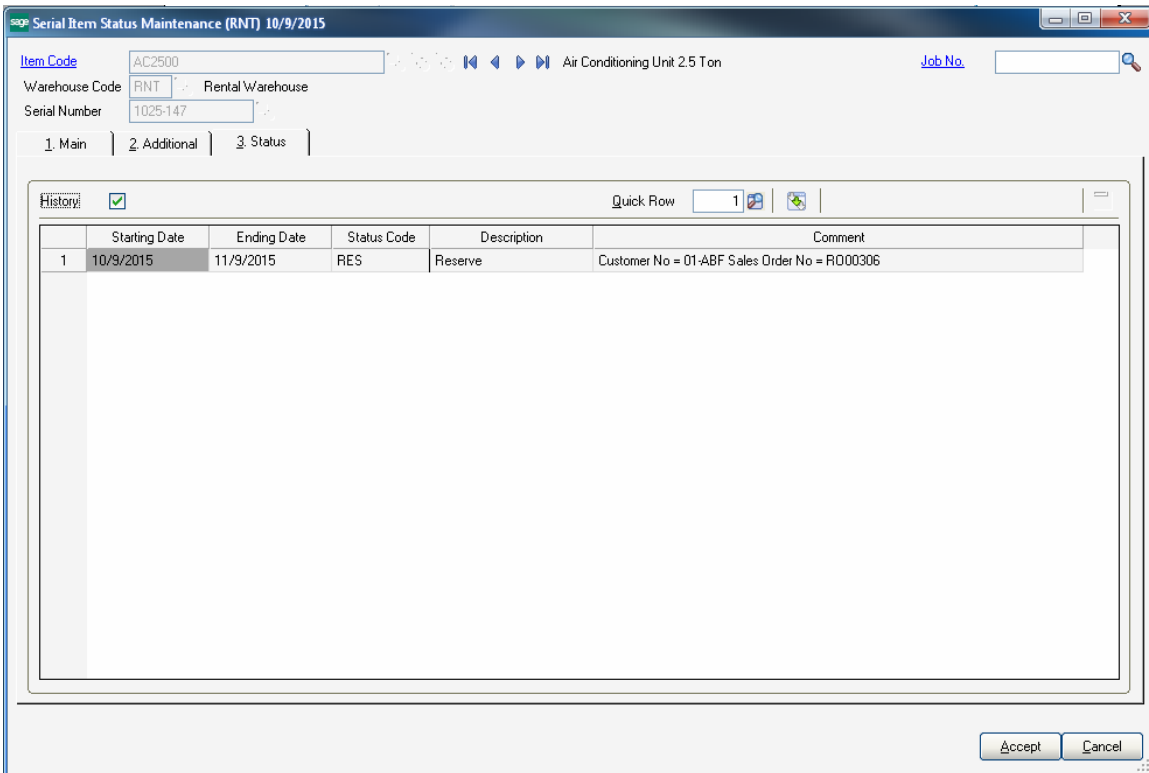 sage Serial Item Status Maintenance (RNT) 10/9/2015
Item Code AC2500 Air Conditioning Unit 2.5 Ton Job No.
Warehouse Code RNT Rental Warehouse
Serial Number 1025-147
1. Main 2. Additional 3. Status
History Quick Row 1
Starting Date Ending Date Status Code Description Comment
1 10/9/2015 11/9/2015 RES Reserve Customer No = 01-ABF Sales Order No = RO00306
Accept Cancel